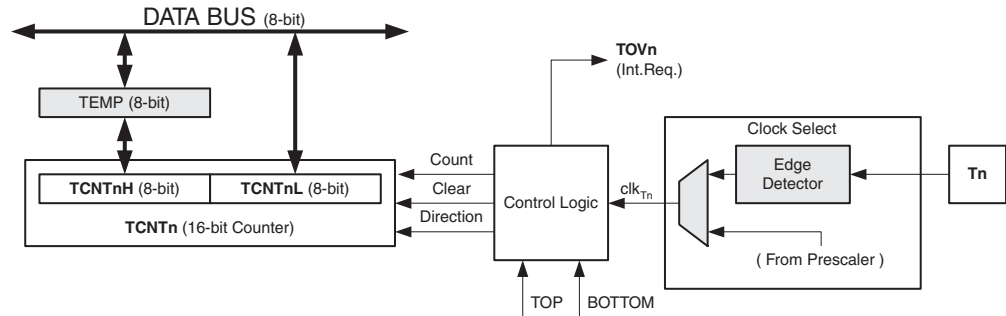 DATA BUS (8-bit)
TOVn
(Int.Req.)
TEMP (8-bit)
Clock Select
Count
Edge
Detector
TCNTnH (8-bit) TCNTnL (8-bit)
Clear
Control Logic
clkTn
Tn
TCNTn (16-bit Counter)
Direction
( From Prescaler )
TOP BOTTOM